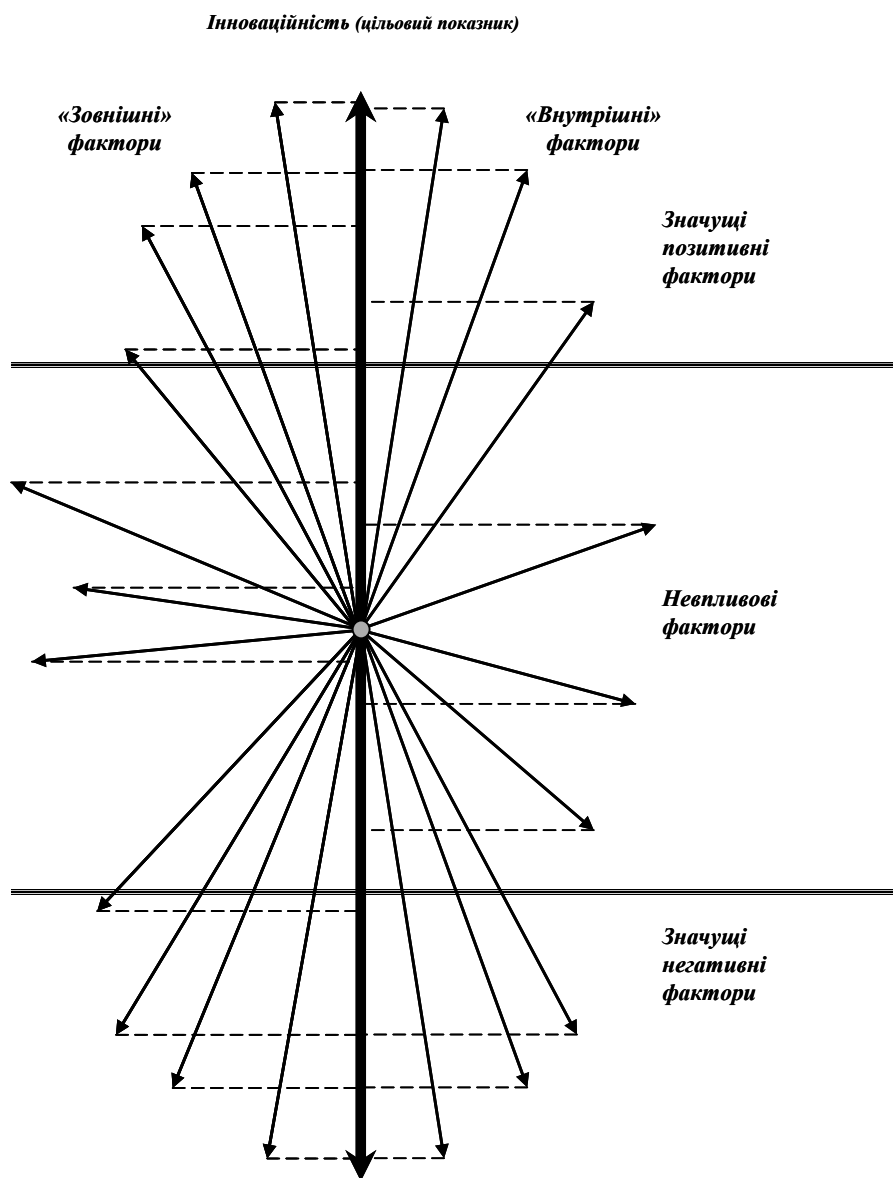 Інноваційність (цільовий показник)
«Зовнішні»
фактори
«Внутрішні»
фактори
Значущі
позитивні
фактори
Невпливові
фактори
Значущі
негативні
фактори